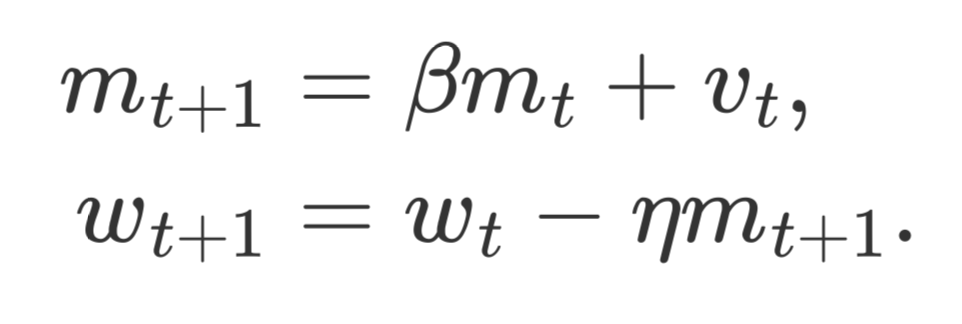 m_{t+1} = βm_t + v_t,
w_{t+1} = w_t − ηm_{t+1}.